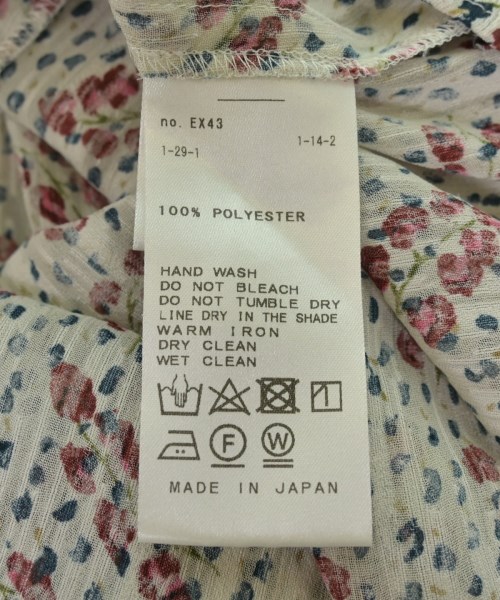 no. EX43
1-29-1 1-14-2
100% POLYESTER
HAND WASH
DO NOT BLEACH
DO NOT TUMBLE DRY
LINE DRY IN THE SHADE
WARM IRON
DRY CLEAN
WET CLEAN
F W
MADE IN JAPAN